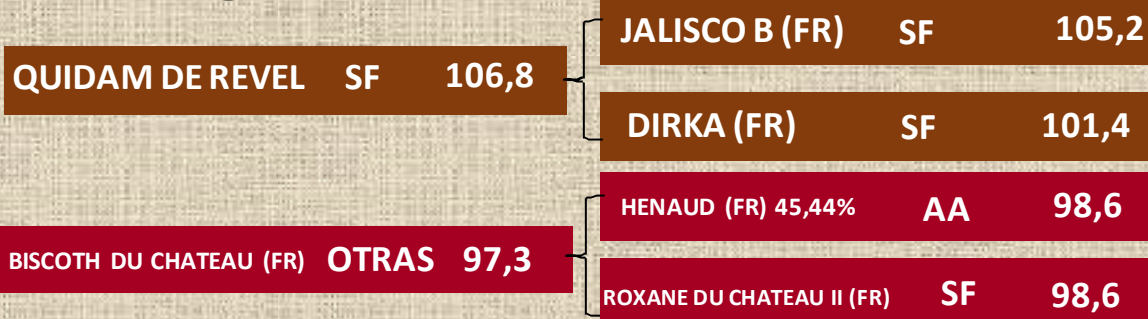 JALISCO B (FR) SF 105,2
QUIDAM DE REVEL SF 106,8
DIRKA (FR) SF 101,4
HENAUD (FR) 45,44% AA 98,6
BISCOTH DU CHATEAU (FR) OTRAS 97,3
ROXANE DU CHATEAU II (FR) SF 98,6